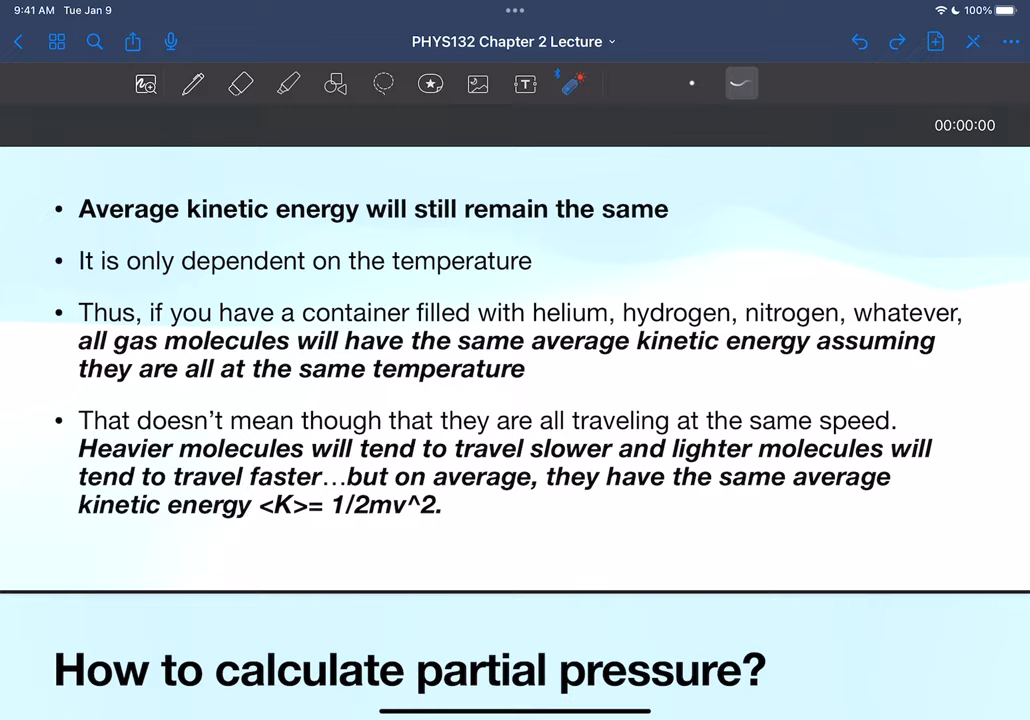 9:41 AM Tue Jan 9
100%
PHYS132 Chapter 2 Lecture
T
00:00:00
• Average kinetic energy will still remain the same
• It is only dependent on the temperature
• Thus, if you have a container filled with helium, hydrogen, nitrogen, whatever,
all gas molecules will have the same average kinetic energy assuming
they are all at the same temperature
• That doesn’t mean though that they are all traveling at the same speed.
Heavier molecules will tend to travel slower and lighter molecules will
tend to travel faster…but on average, they have the same average
kinetic energy <K>= 1/2mv^2.
How to calculate partial pressure?